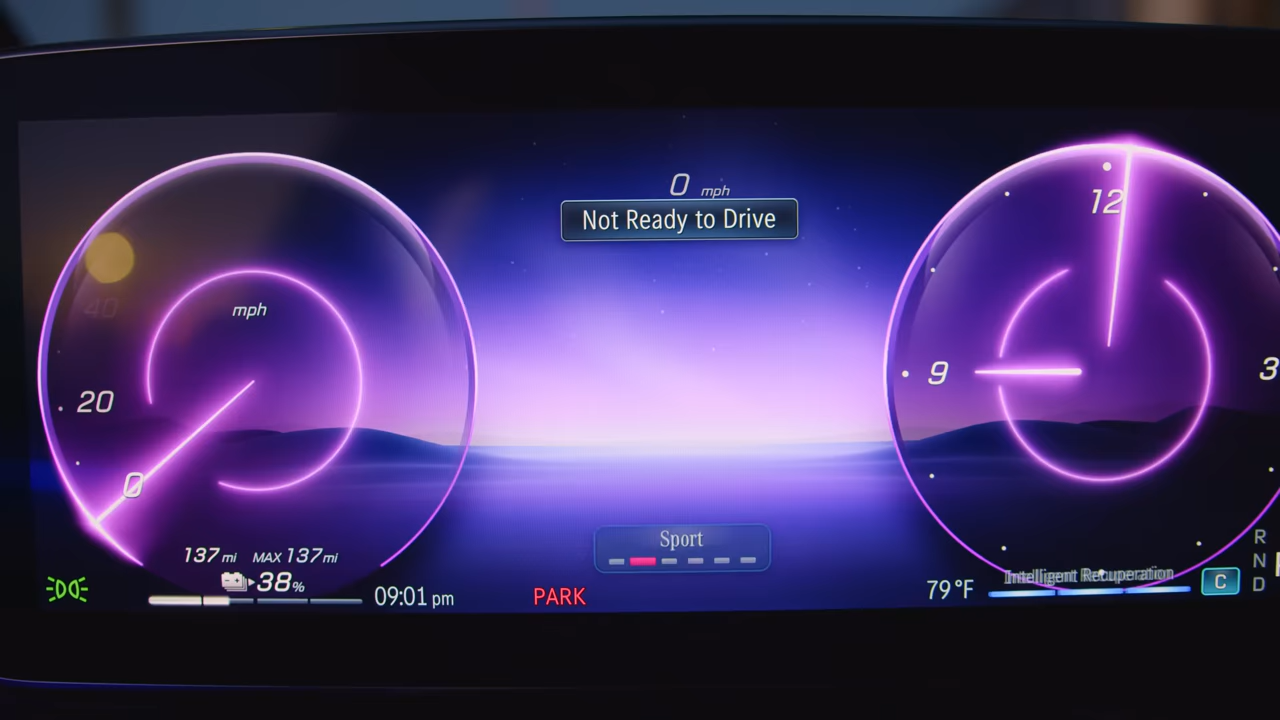 0 mph
Not Ready to Drive
mph
40
20
0
12
9
3
Sport
137 mi MAX 137 mi
38%
09:01 pm
PARK
79 °F
Intelligent Recuperation
C
R
N
D